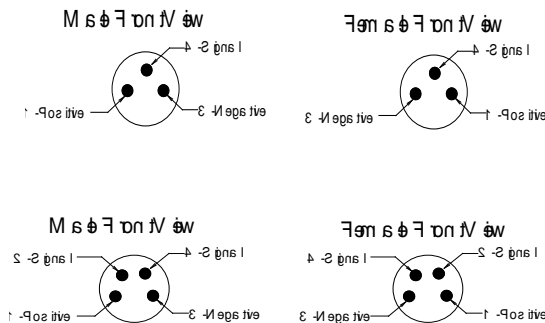 Male Front View
Female Front View
4 -Signal
4 -Signal
1 -Positive
3 -Negative
3 -Negative
1 -Positive
Male Front View
Female Front View
2 -Signal
4 -Signal
4 -Signal
2 -Signal
1 -Positive
3 -Negative
3 -Negative
1 -Positive